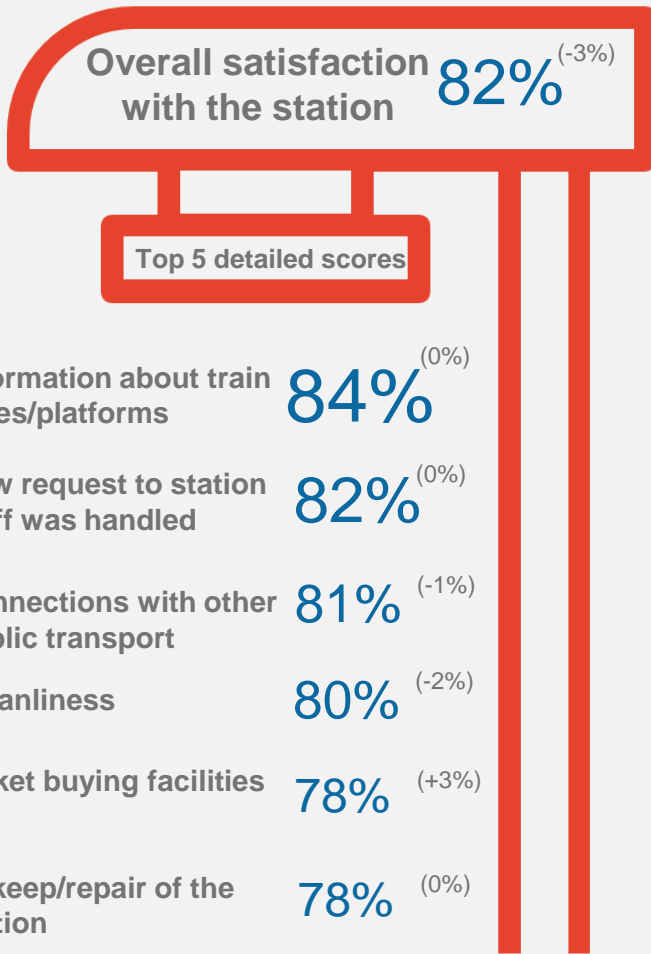 Overall satisfaction 82% (-3%)
with the station
Top 5 detailed scores
ormation about train 84% (0%)
es/platforms
w request to station 82% (0%)
ff was handled
nnections with other 81% (-1%)
olic transport
anliness 80% (-2%)
ket buying facilities 78% (+3%)
keep/repair of the 78% (0%)
tion